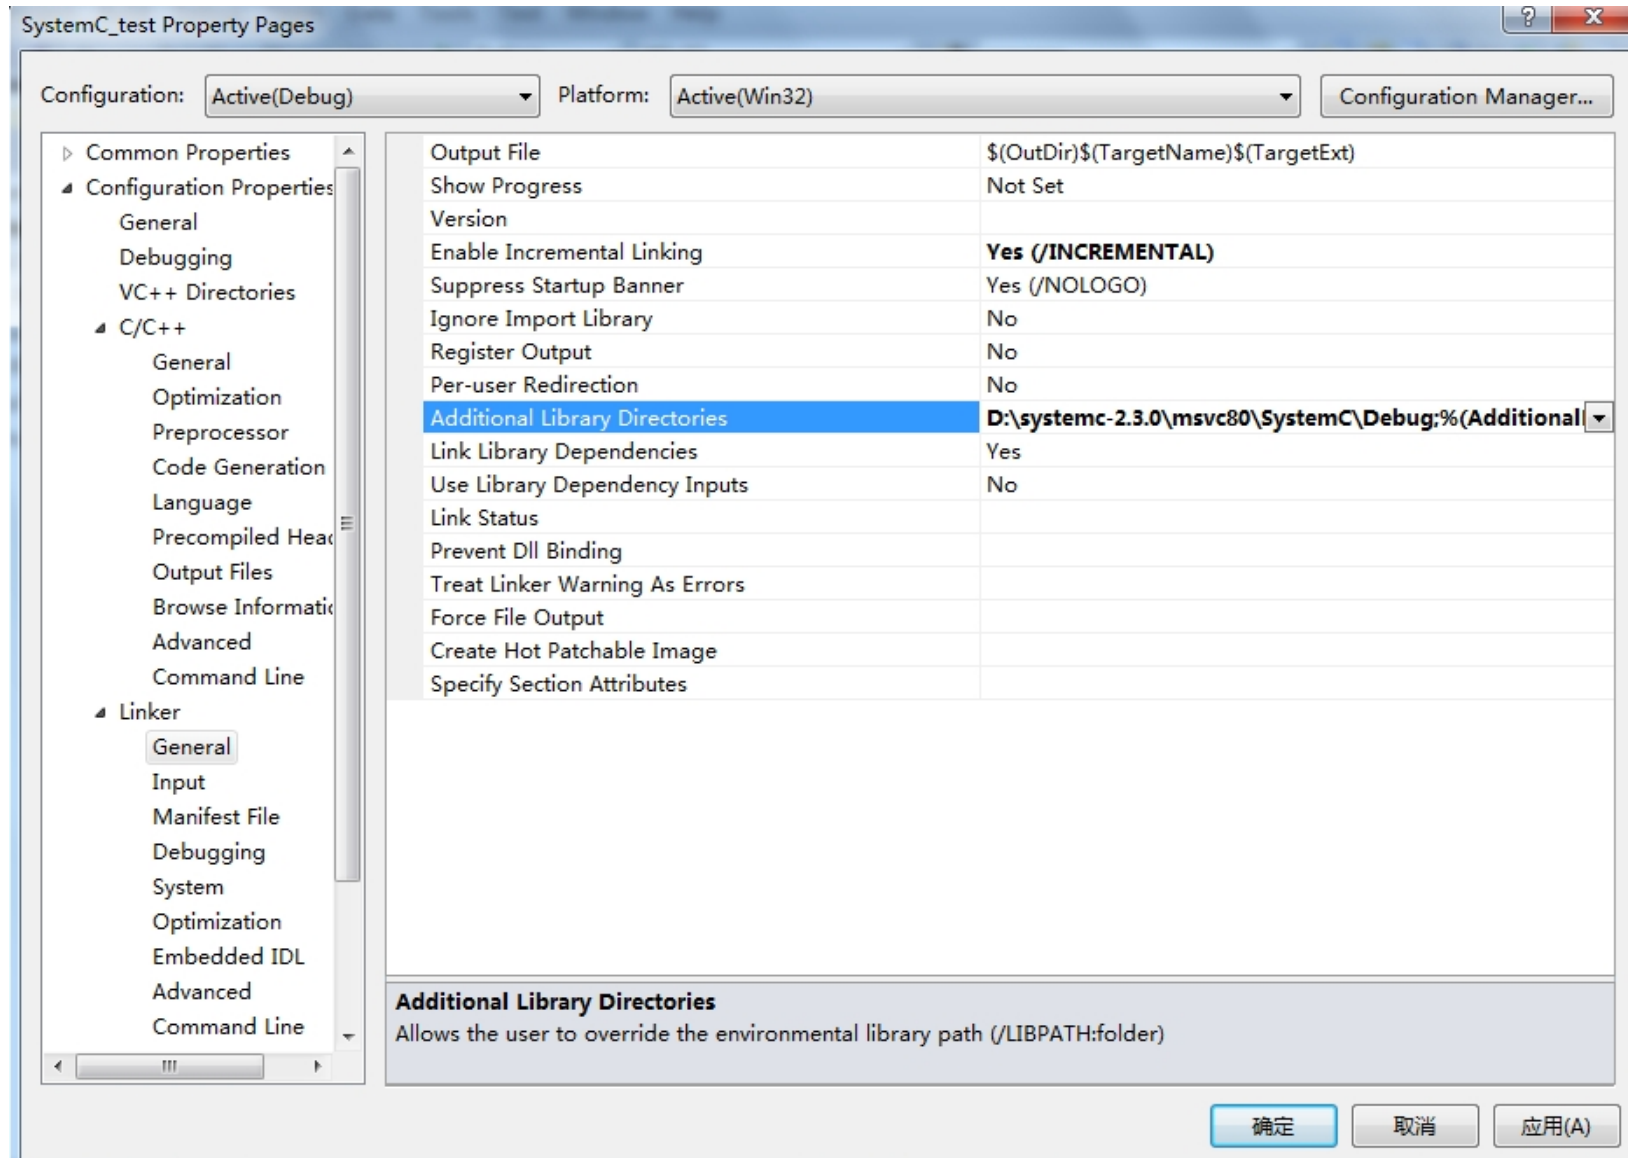 SystemC_test Property Pages
Configuration: Active(Debug) Platform: Active(Win32) Configuration Manager...
Common Properties
Configuration Properties
General
Debugging
VC++ Directories
C/C++
General
Optimization
Preprocessor
Code Generation
Language
Precompiled Head
Output Files
Browse Informatio
Advanced
Command Line
Linker
General
Input
Manifest File
Debugging
System
Optimization
Embedded IDL
Advanced
Command Line
Output File $(OutDir)$(TargetName)$(TargetExt)
Show Progress Not Set
Version
Enable Incremental Linking Yes (/INCREMENTAL)
Suppress Startup Banner Yes (/NOLOGO)
Ignore Import Library No
Register Output No
Per-user Redirection No
Additional Library Directories D:\systemc-2.3.0\msvc80\SystemC\Debug;%(Additionall
Link Library Dependencies Yes
Use Library Dependency Inputs No
Link Status
Prevent Dll Binding
Treat Linker Warning As Errors
Force File Output
Create Hot Patchable Image
Specify Section Attributes
Additional Library Directories
Allows the user to override the environmental library path (/LIBPATH:folder)
确定 取消 应用(A)